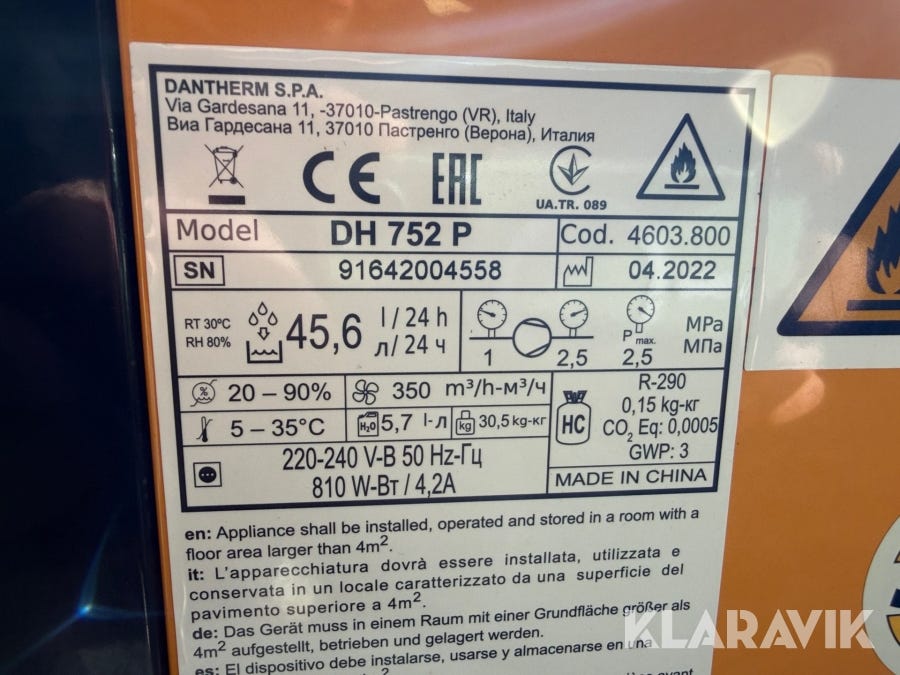 DANTHERM S.P.A.
Via Gardesana 11, -37010-Pastrengo (VR), Italy
Виа Гардесана 11, 37010 Пастренго (Верона), Италия
CE EAC
UA.TR. 089
Model DH 752 P Cod. 4603.800
SN 91642004558 04.2022
RT 30ºC
RH 80%
45,6 l / 24 h
л/ 24 ч
1 2,5 P max. 2,5 MPa
МПа
% 20 – 90% 350 m³/h-м³/ч
5 – 35°C H2O 5,7 l-л kg 30,5 kg-кг
HC
R-290
0,15 kg-кг
CO2 Eq: 0,0005
GWP: 3
220-240 V-В 50 Hz-Гц
810 W-Вт / 4,2A
MADE IN CHINA
en: Appliance shall be installed, operated and stored in a room with a
floor area larger than 4m².
it: L'apparecchiatura dovrà essere installata, utilizzata e
conservata in un locale caratterizzato da una superficie del
pavimento superiore a 4m².
de: Das Gerät muss in einem Raum mit einer Grundfläche größer als
4m² aufgestellt, betrieben und gelagert werden.
es: El dispositivo debe instalarse, usarse y almacenarse en una
KLARAVIK